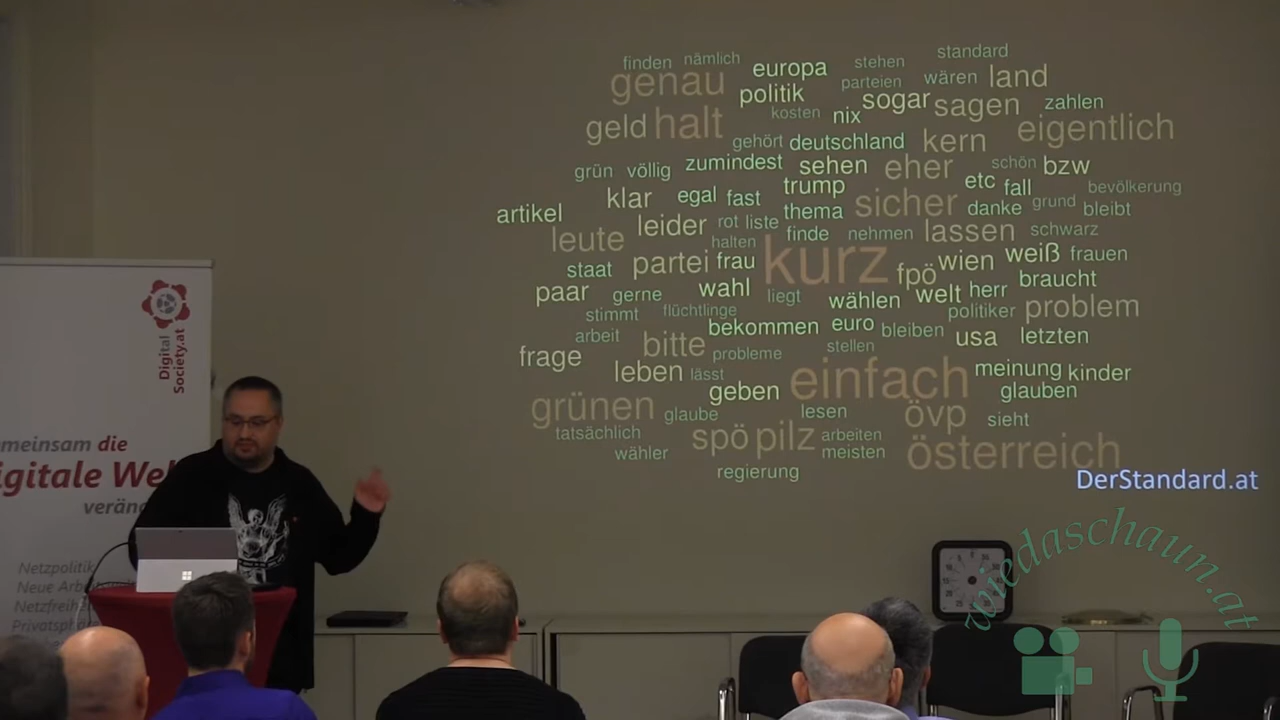 finden nämlich europa stehen standard
genau politik parteien wären land
kosten nix sogar sagen zahlen
geld halt gehört deutschland kern eigentlich
grün völlig zumindest sehen eher schön bzw
artikel klar egal fast trump etc fall bevölkerung
leider rot liste thema sicher danke grund bleibt
leute halten finde nehmen lassen schwarz
staat partei frau kurz fpö wien weiß frauen
paar gerne wahl liegt wählen welt herr braucht
stimmt flüchtlinge politiker problem
arbeit bekommen euro bleiben usa letzten
frage bitte probleme stellen
leben lässt geben einfach meinung kinder
glauben
grünen glaube lesen övp sieht
tatsächlich spö pilz arbeiten
wähler meisten österreich
regierung
DerStandard.at
Digital
Society.at
emeinsam die
igitale Wel
verän
Netzpolitik
Neue Arbe
Netzfreihe
Privatsphä
wiedaschaun.at